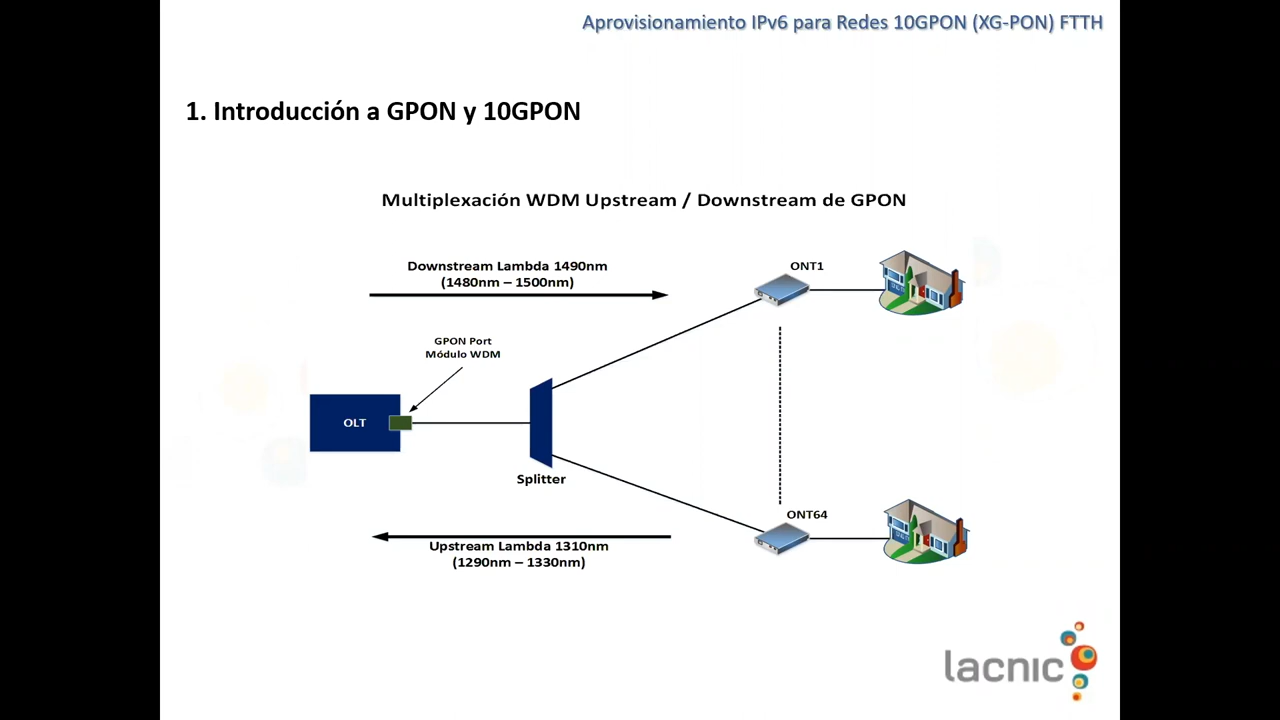 Aprovisionamiento IPv6 para Redes 10GPON (XG-PON) FTTH
1. Introducción a GPON y 10GPON
Multiplexación WDM Upstream / Downstream de GPON
Downstream Lambda 1490nm
(1480nm – 1500nm)
ONT1
GPON Port
Módulo WDM
OLT
Splitter
ONT64
Upstream Lambda 1310nm
(1290nm – 1330nm)
lacnic